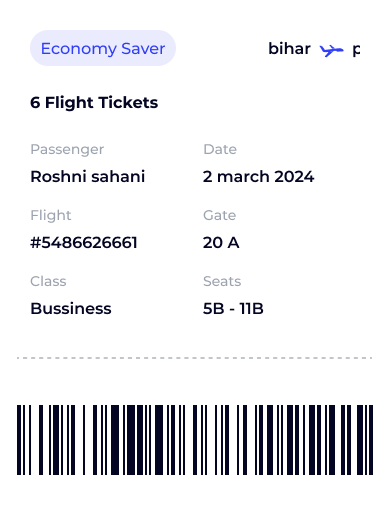 Economy Saver
bihar
6 Flight Tickets
Passenger Date
Roshni sahani 2 march 2024
Flight Gate
#5486626661 20 A
Class Seats
Bussiness 5B - 11B